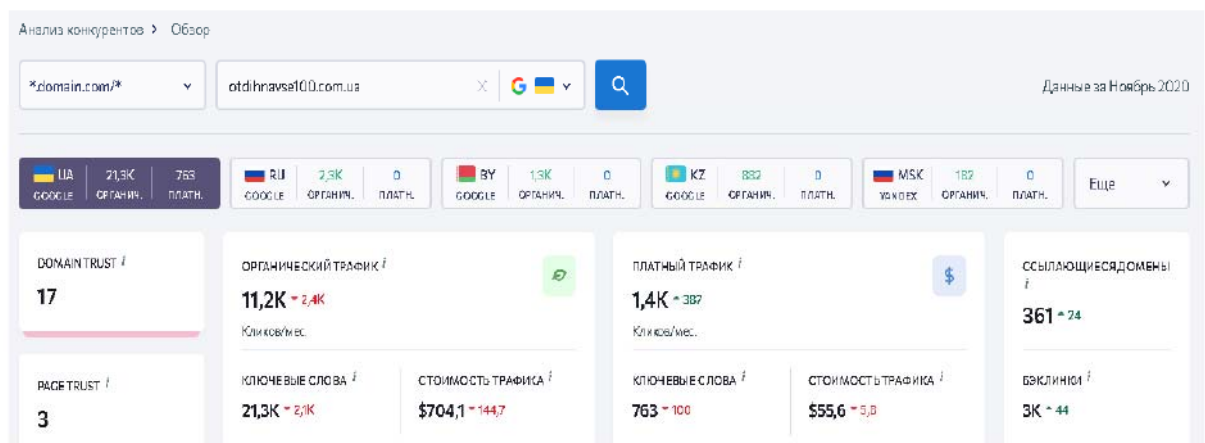 Анализ конкурентов > Обзор
*.domain.com/*
otdihnavse100.com.ua
Данные за Ноябрь 2020
UA 21,3K 763
GOOGLE ОРГАНИЧ. ПЛАТН.
RU 2,3K 0
GOOGLE ОРГАНИЧ. ПЛАТН.
BY 1,3K 0
GOOGLE ОРГАНИЧ. ПЛАТН.
KZ 882 0
GOOGLE ОРГАНИЧ. ПЛАТН.
MSK 182 0
YANDEX ОРГАНИЧ. ПЛАТН.
Еще
DOMAIN TRUST i
17
PAGE TRUST i
3
ОРГАНИЧЕСКИЙ ТРАФИК i
11,2K 2,4K
Кликов/мес.
КЛЮЧЕВЫЕ СЛОВА i
21,3K 2,1K
СТОИМОСТЬ ТРАФИКА i
$704,1 144,7
ПЛАТНЫЙ ТРАФИК i
$
1,4K 387
Кликов/мес.
КЛЮЧЕВЫЕ СЛОВА i
763 100
СТОИМОСТЬ ТРАФИКА i
$55,6 5,8
ССЫЛАЮЩИЕСЯ ДОМЕНЫ
i
361 24
БЭКЛИНКИ i
3K 44